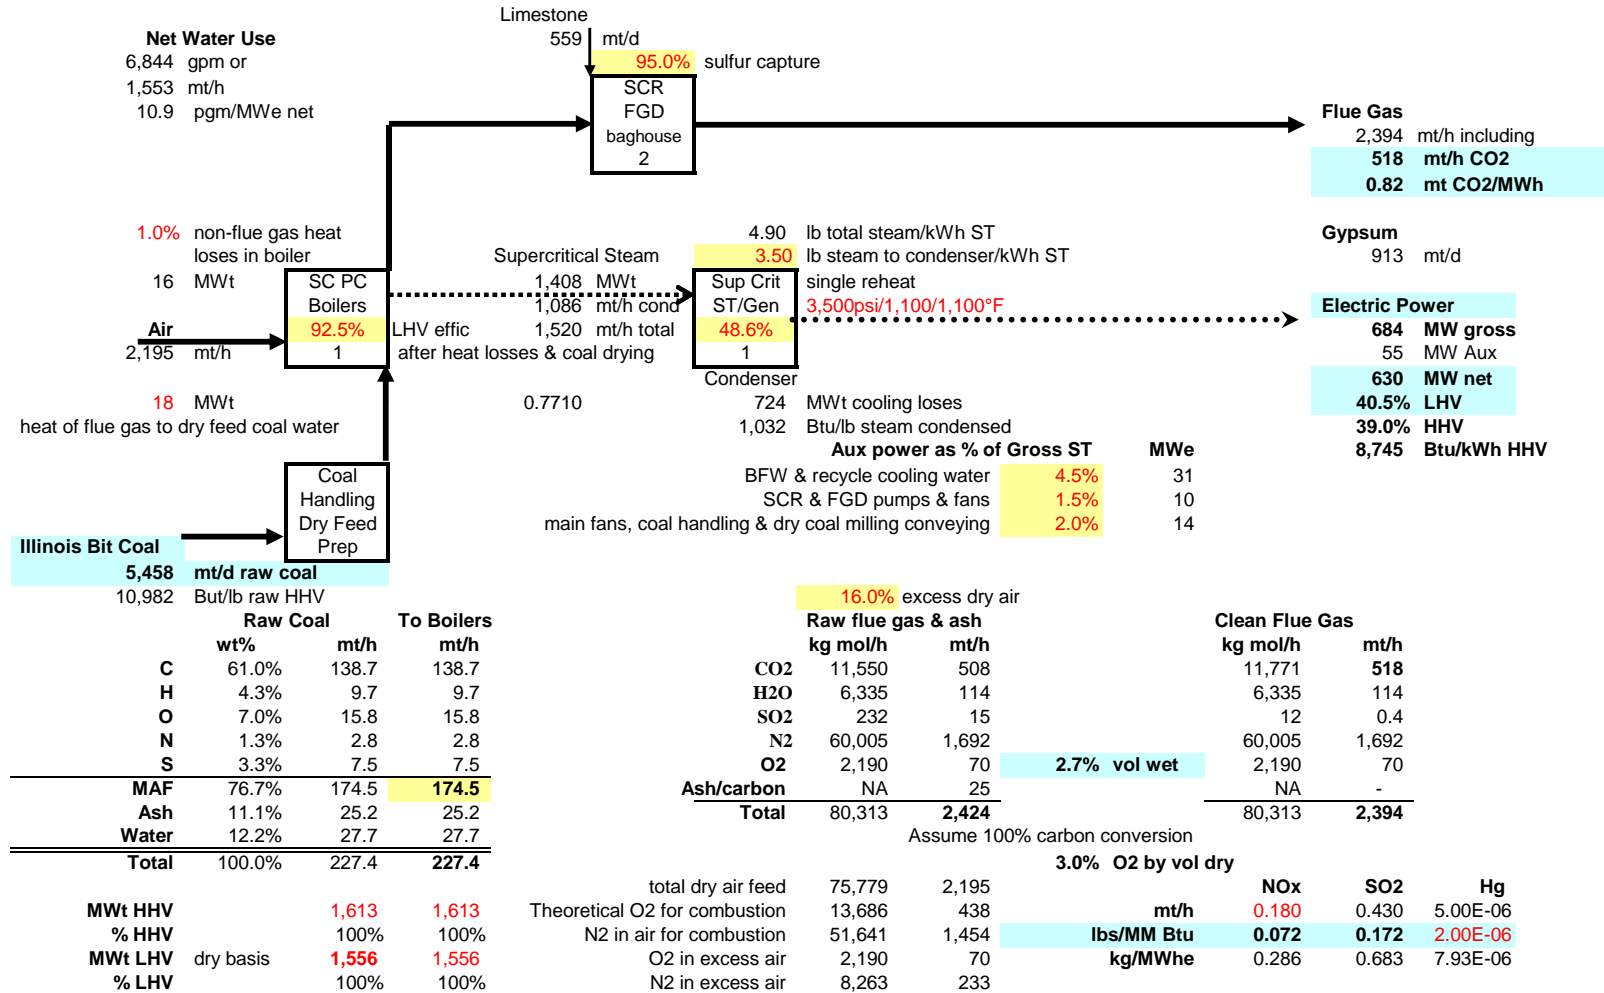 Limestone
Net Water Use 559 mt/d
6,844 gpm or 95.0% sulfur capture
1,553 mt/h SCR
10.9 pgm/MWe net FGD Flue Gas
baghouse 2,394 mt/h including
2 518 mt/h CO2
0.82 mt CO2/MWh
1.0% non-flue gas heat 4.90 lb total steam/kWh ST Gypsum
loses in boiler Supercritical Steam 3.50 lb steam to condenser/kWh ST 913 mt/d
16 MWt SC PC 1,408 MWt Sup Crit single reheat
Boilers 1,086 mt/h cond ST/Gen 3,500psi/1,100/1,100°F Electric Power
Air 92.5% LHV effic 1,520 mt/h total 48.6% 684 MW gross
2,195 mt/h 1 after heat losses & coal drying 1 55 MW Aux
Condenser 630 MW net
18 MWt 0.7710 724 MWt cooling loses 40.5% LHV
heat of flue gas to dry feed coal water 1,032 Btu/lb steam condensed 39.0% HHV
Aux power as % of Gross ST MWe 8,745 Btu/kWh HHV
Coal BFW & recycle cooling water 4.5% 31
Handling SCR & FGD pumps & fans 1.5% 10
Dry Feed main fans, coal handling & dry coal milling conveying 2.0% 14
Illinois Bit Coal Prep
5,458 mt/d raw coal
10,982 But/lb raw HHV 16.0% excess dry air
Raw Coal To Boilers Raw flue gas & ash Clean Flue Gas
wt% mt/h mt/h kg mol/h mt/h kg mol/h mt/h
C 61.0% 138.7 138.7 CO2 11,550 508 11,771 518
H 4.3% 9.7 9.7 H2O 6,335 114 6,335 114
O 7.0% 15.8 15.8 SO2 232 15 12 0.4
N 1.3% 2.8 2.8 N2 60,005 1,692 60,005 1,692
S 3.3% 7.5 7.5 O2 2,190 70 2.7% vol wet 2,190 70
MAF 76.7% 174.5 174.5 Ash/carbon NA 25 NA -
Ash 11.1% 25.2 25.2 Total 80,313 2,424 80,313 2,394
Water 12.2% 27.7 27.7 Assume 100% carbon conversion
Total 100.0% 227.4 227.4 3.0% O2 by vol dry
total dry air feed 75,779 2,195 NOx SO2 Hg
MWt HHV 1,613 1,613 Theoretical O2 for combustion 13,686 438 mt/h 0.180 0.430 5.00E-06
% HHV 100% 100% N2 in air for combustion 51,641 1,454 lbs/MM Btu 0.072 0.172 2.00E-06
MWt LHV dry basis 1,556 1,556 O2 in excess air 2,190 70 kg/MWhe 0.286 0.683 7.93E-06
% LHV 100% 100% N2 in excess air 8,263 233